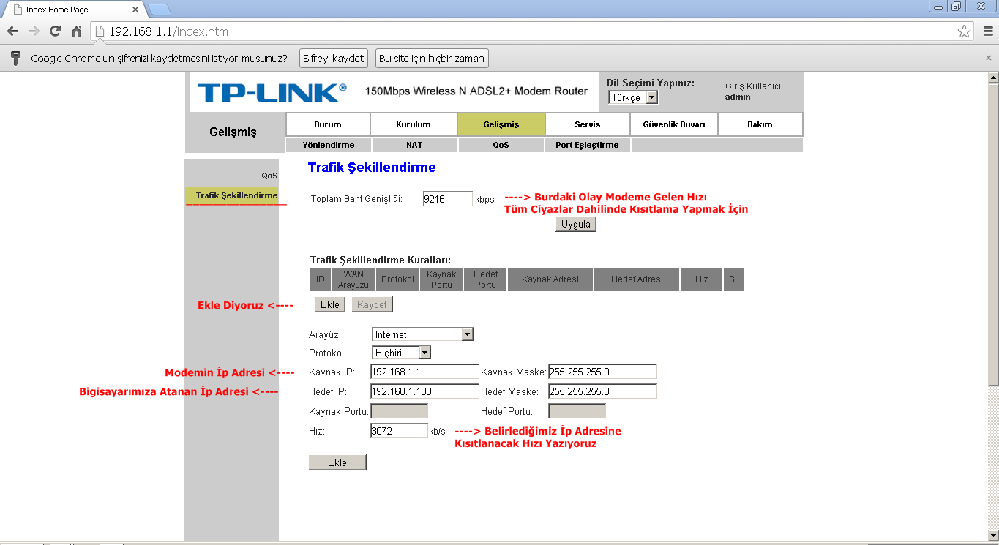 Index Home Page
192.168.1.1/index.htm
Google Chrome'un şifrenizi kaydetmesini istiyor musunuz? Şifreyi kaydet Bu site için hiçbir zaman
TP-LINK® 150Mbps Wireless N ADSL2+ Modem Router
Dil Seçimi Yapınız:
Türkçe
Giriş Kullanıcı:
admin
Gelişmiş
Durum Kurulum Gelişmiş Servis Güvenlik Duvarı Bakım
Yönlendirme NAT QoS Port Eşleştirme
QoS
Trafik Şekillendirme
Trafik Şekillendirme
Toplam Bant Genişliği: 9216 kbps
----> Burdaki Olay Modeme Gelen Hızı
Tüm Ciyazlar Dahilinde Kısıtlama Yapmak İçin
Uygula
Trafik Şekillendirme Kuralları:
ID WAN Arayüzü Protokol Kaynak Portu Hedef Portu Kaynak Adresi Hedef Adresi Hız Sil
Ekle Diyoruz <----
Ekle Kaydet
Arayüz: Internet
Protokol: Hiçbiri
Modemin İp Adresi <----
Kaynak IP: 192.168.1.1 Kaynak Maske: 255.255.255.0
Bigisayarımıza Atanan İp Adresi <----
Hedef IP: 192.168.1.100 Hedef Maske: 255.255.255.0
Kaynak Portu: Hedef Portu:
Hız: 3072 kb/s
----> Belirlediğimiz İp Adresine
Kısıtlanacak Hızı Yazıyoruz
Ekle